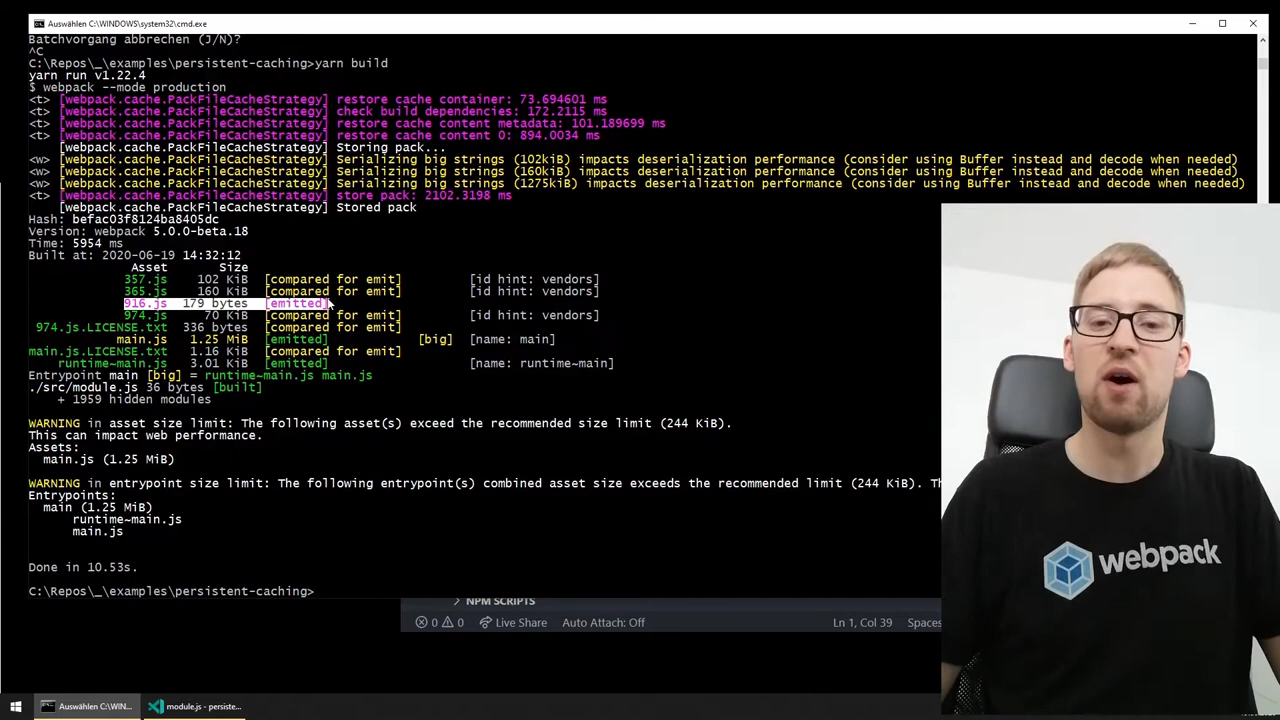 Auswählen C:\WINDOWS\system32\cmd.exe
Batchvorgang abbrechen (J/N)?
^C
C:\Repos\_\examples\persistent-caching>yarn build
yarn run v1.22.4
$ webpack --mode production
<t> [webpack.cache.PackFileCacheStrategy] restore cache container: 73.694601 ms
<t> [webpack.cache.PackFileCacheStrategy] check build dependencies: 172.2115 ms
<t> [webpack.cache.PackFileCacheStrategy] restore cache content metadata: 101.189699 ms
<t> [webpack.cache.PackFileCacheStrategy] restore cache content 0: 894.0034 ms
[webpack.cache.PackFileCacheStrategy] Storing pack...
<w> [webpack.cache.PackFileCacheStrategy] Serializing big strings (102kiB) impacts deserialization performance (consider using Buffer instead and decode when needed)
<w> [webpack.cache.PackFileCacheStrategy] Serializing big strings (160kiB) impacts deserialization performance (consider using Buffer instead and decode when needed)
<w> [webpack.cache.PackFileCacheStrategy] Serializing big strings (1275kiB) impacts deserialization performance (consider using Buffer instead and decode when needed)
<t> [webpack.cache.PackFileCacheStrategy] store pack: 2102.3198 ms
[webpack.cache.PackFileCacheStrategy] Stored pack
Hash: befac03f8124ba8405dc
Version: webpack 5.0.0-beta.18
Time: 5954 ms
Built at: 2020-06-19 14:32:12
Asset Size
357.js 102 KiB [compared for emit] [id hint: vendors]
365.js 160 KiB [compared for emit] [id hint: vendors]
916.js 179 bytes [emitted]
974.js 70 KiB [compared for emit] [id hint: vendors]
974.js.LICENSE.txt 336 bytes [compared for emit]
main.js 1.25 MiB [emitted] [big] [name: main]
main.js.LICENSE.txt 1.16 KiB [compared for emit]
runtime~main.js 3.01 KiB [emitted] [name: runtime~main]
Entrypoint main [big] = runtime~main.js main.js
./src/module.js 36 bytes [built]
+ 1959 hidden modules
WARNING in asset size limit: The following asset(s) exceed the recommended size limit (244 KiB).
This can impact web performance.
Assets:
main.js (1.25 MiB)
WARNING in entrypoint size limit: The following entrypoint(s) combined asset size exceeds the recommended limit (244 KiB).
Entrypoints:
main (1.25 MiB)
runtime~main.js
main.js
Done in 10.53s.
C:\Repos\_\examples\persistent-caching>
NPM SCRIPTS
0 0 Live Share Auto Attach: Off Ln 1, Col 39 Spaces
Auswählen C:\WIN... module.js - persiste...
webpack